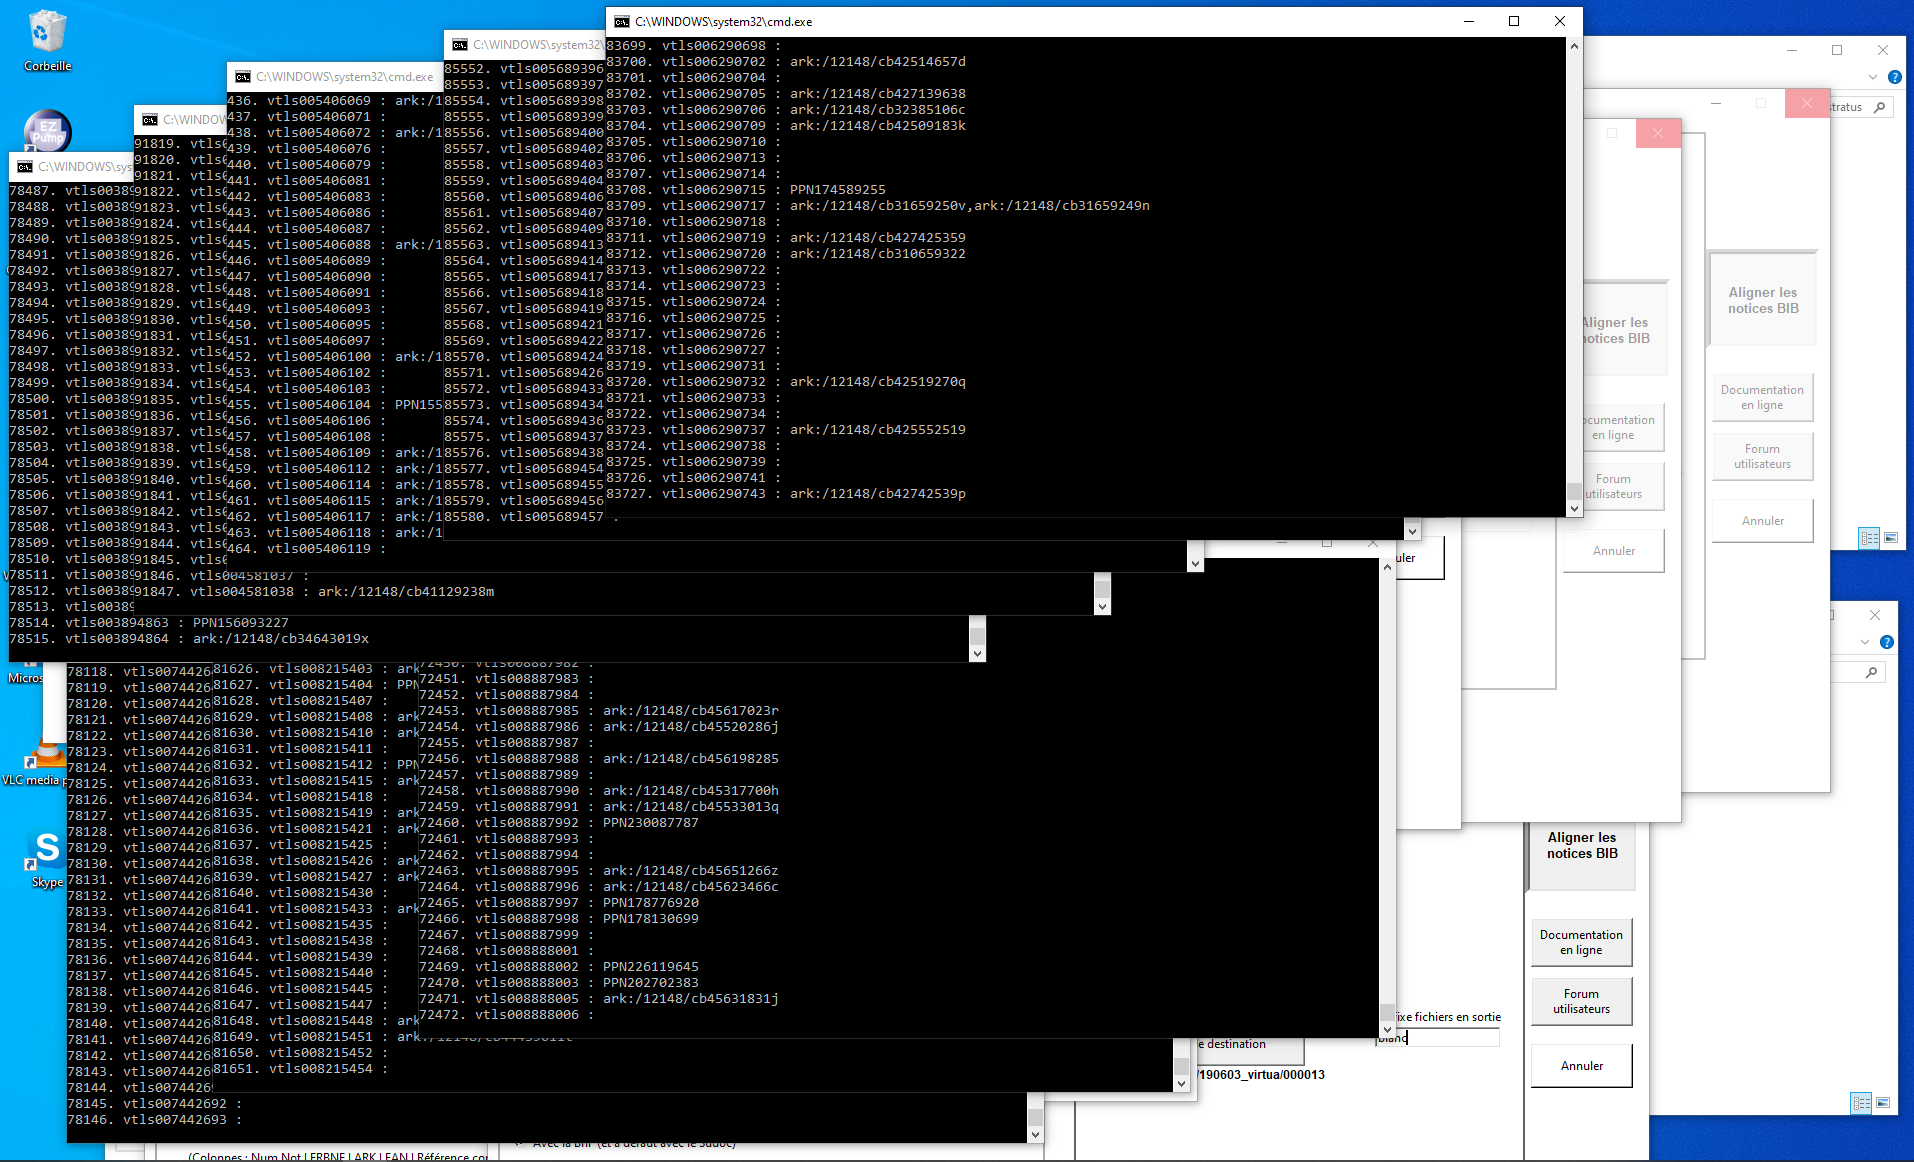 Corbeille
EZ
Pump
Micros
VLC media p
Skype
C:\WINDOWS\system32\cmd.exe
83699. vtls006290698 :
83700. vtls006290702 : ark:/12148/cb42514657d
83701. vtls006290704 :
83702. vtls006290705 : ark:/12148/cb427139638
83703. vtls006290706 : ark:/12148/cb32385106c
83704. vtls006290709 : ark:/12148/cb42509183k
83705. vtls006290710 :
83706. vtls006290713 :
83707. vtls006290714 :
83708. vtls006290715 : PPN174589255
83709. vtls006290717 : ark:/12148/cb31659250v,ark:/12148/cb31659249n
83710. vtls006290718 :
83711. vtls006290719 : ark:/12148/cb427425359
83712. vtls006290720 : ark:/12148/cb310659322
83713. vtls006290722 :
83714. vtls006290723 :
83715. vtls006290724 :
83716. vtls006290725 :
83717. vtls006290726 :
83718. vtls006290727 :
83719. vtls006290731 :
83720. vtls006290732 : ark:/12148/cb42519270q
83721. vtls006290733 :
83722. vtls006290734 :
83723. vtls006290737 : ark:/12148/cb425552519
83724. vtls006290738 :
83725. vtls006290739 :
83726. vtls006290741 :
83727. vtls006290743 : ark:/12148/cb42742539p
C:\WINDOWS\system32\
85552. vtls005689396
85553. vtls005689397
85554. vtls005689398
85555. vtls005689399
85556. vtls005689400
85557. vtls005689402
85558. vtls005689403
85559. vtls005689404
85560. vtls005689406
85561. vtls005689407
85562. vtls005689409
85563. vtls005689413
85564. vtls005689414
85565. vtls005689417
85566. vtls005689418
85567. vtls005689419
85568. vtls005689421
85569. vtls005689422
85570. vtls005689424
85571. vtls005689426
85572. vtls005689433
85573. vtls005689434
85574. vtls005689436
85575. vtls005689437
85576. vtls005689438
85577. vtls005689454
85578. vtls005689455
85579. vtls005689456
85580. vtls005689457 :
C:\WINDOWS\system32\cmd.exe
436. vtls005406069 : ark:/1
437. vtls005406071 :
438. vtls005406072 : ark:/1
439. vtls005406076 :
440. vtls005406079 :
441. vtls005406081 :
442. vtls005406083 :
443. vtls005406086 :
444. vtls005406087 :
445. vtls005406088 : ark:/1
446. vtls005406089 :
447. vtls005406090 :
448. vtls005406091 :
449. vtls005406093 :
450. vtls005406095 :
451. vtls005406097 :
452. vtls005406100 : ark:/1
453. vtls005406102 :
454. vtls005406103 :
455. vtls005406104 : PPN155
456. vtls005406106 :
457. vtls005406108 :
458. vtls005406109 : ark:/1
459. vtls005406112 : ark:/1
460. vtls005406114 : ark:/1
461. vtls005406115 : ark:/1
462. vtls005406117 : ark:/1
463. vtls005406118 : ark:/1
464. vtls005406119 :
C:\WINDOW
91819. vtls
91820. vtls
91821. vtls
91822. vtls
91823. vtls
91824. vtls
91825. vtls
91826. vtls
91827. vtls
91828. vtls
91829. vtls
91830. vtls
91831. vtls
91832. vtls
91833. vtls
91834. vtls
91835. vtls
91836. vtls
91837. vtls
91838. vtls
91839. vtls
91840. vtls
91841. vtls
91842. vtls
91843. vtls
91844. vtls
91845. vtls
91846. vtls004581037 :
91847. vtls004581038 : ark:/12148/cb41129238m
C:\WINDOWS\sys
78487. vtls00389
78488. vtls00389
78489. vtls00389
78490. vtls00389
78491. vtls00389
78492. vtls00389
78493. vtls00389
78494. vtls00389
78495. vtls00389
78496. vtls00389
78497. vtls00389
78498. vtls00389
78499. vtls00389
78500. vtls00389
78501. vtls00389
78502. vtls00389
78503. vtls00389
78504. vtls00389
78505. vtls00389
78506. vtls00389
78507. vtls00389
78508. vtls00389
78509. vtls00389
78510. vtls00389
78511. vtls00389
78512. vtls00389
78513. vtls00389
78514. vtls003894863 : PPN156093227
78515. vtls003894864 : ark:/12148/cb34643019x
78118. vtls0074426
78119. vtls0074426
78120. vtls0074426
78121. vtls0074426
78122. vtls0074426
78123. vtls0074426
78124. vtls0074426
78125. vtls0074426
78126. vtls0074426
78127. vtls0074426
78128. vtls0074426
78129. vtls0074426
78130. vtls0074426
78131. vtls0074426
78132. vtls0074426
78133. vtls0074426
78134. vtls0074426
78135. vtls0074426
78136. vtls0074426
78137. vtls0074426
78138. vtls0074426
78139. vtls0074426
78140. vtls0074426
78141. vtls0074426
78142. vtls0074426
78143. vtls0074426
78144. vtls0074426
78145. vtls007442692 :
78146. vtls007442693 :
81626. vtls008215403 : ark
81627. vtls008215404 : PPN
81628. vtls008215407 :
81629. vtls008215408 : ark
81630. vtls008215410 : ark
81631. vtls008215411 :
81632. vtls008215412 : PPN
81633. vtls008215415 : ark
81634. vtls008215418 :
81635. vtls008215419 : ark
81636. vtls008215421 : ark
81637. vtls008215425 :
81638. vtls008215426 : ark
81639. vtls008215427 : ark
81640. vtls008215430 :
81641. vtls008215433 : ark
81642. vtls008215435 :
81643. vtls008215438 :
81644. vtls008215439 :
81645. vtls008215440 :
81646. vtls008215445 :
81647. vtls008215447 :
81648. vtls008215448 : ark
81649. vtls008215451 : ark
81650. vtls008215452 :
81651. vtls008215454 :
72450. vtls008887982 :
72451. vtls008887983 :
72452. vtls008887984 :
72453. vtls008887985 : ark:/12148/cb45617023r
72454. vtls008887986 : ark:/12148/cb45520286j
72455. vtls008887987 :
72456. vtls008887988 : ark:/12148/cb456198285
72457. vtls008887989 :
72458. vtls008887990 : ark:/12148/cb45317700h
72459. vtls008887991 : ark:/12148/cb45533013q
72460. vtls008887992 : PPN230087787
72461. vtls008887993 :
72462. vtls008887994 :
72463. vtls008887995 : ark:/12148/cb45651266z
72464. vtls008887996 : ark:/12148/cb45623466c
72465. vtls008887997 : PPN178776920
72466. vtls008887998 : PPN178130699
72467. vtls008887999 :
72468. vtls008888001 :
72469. vtls008888002 : PPN226119645
72470. vtls008888003 : PPN202702383
72471. vtls008888005 : ark:/12148/cb45631831j
72472. vtls008888006 :
stratus
Aligner les
notices BIB
Documentation
en ligne
Forum
utilisateurs
Annuler
Aligner les
notices BIB
ocumentation
en ligne
Forum
utilisateurs
Annuler
uler
Aligner les
notices BIB
Documentation
en ligne
Forum
utilisateurs
Annuler
ixe fichiers en sortie
blanc
e destination
/190603_virtua/000013
Avec la BnF (et à défaut avec le Sudoc)
(Colonnes : Num Not | FRBNF | ARK | EAN | Référence co